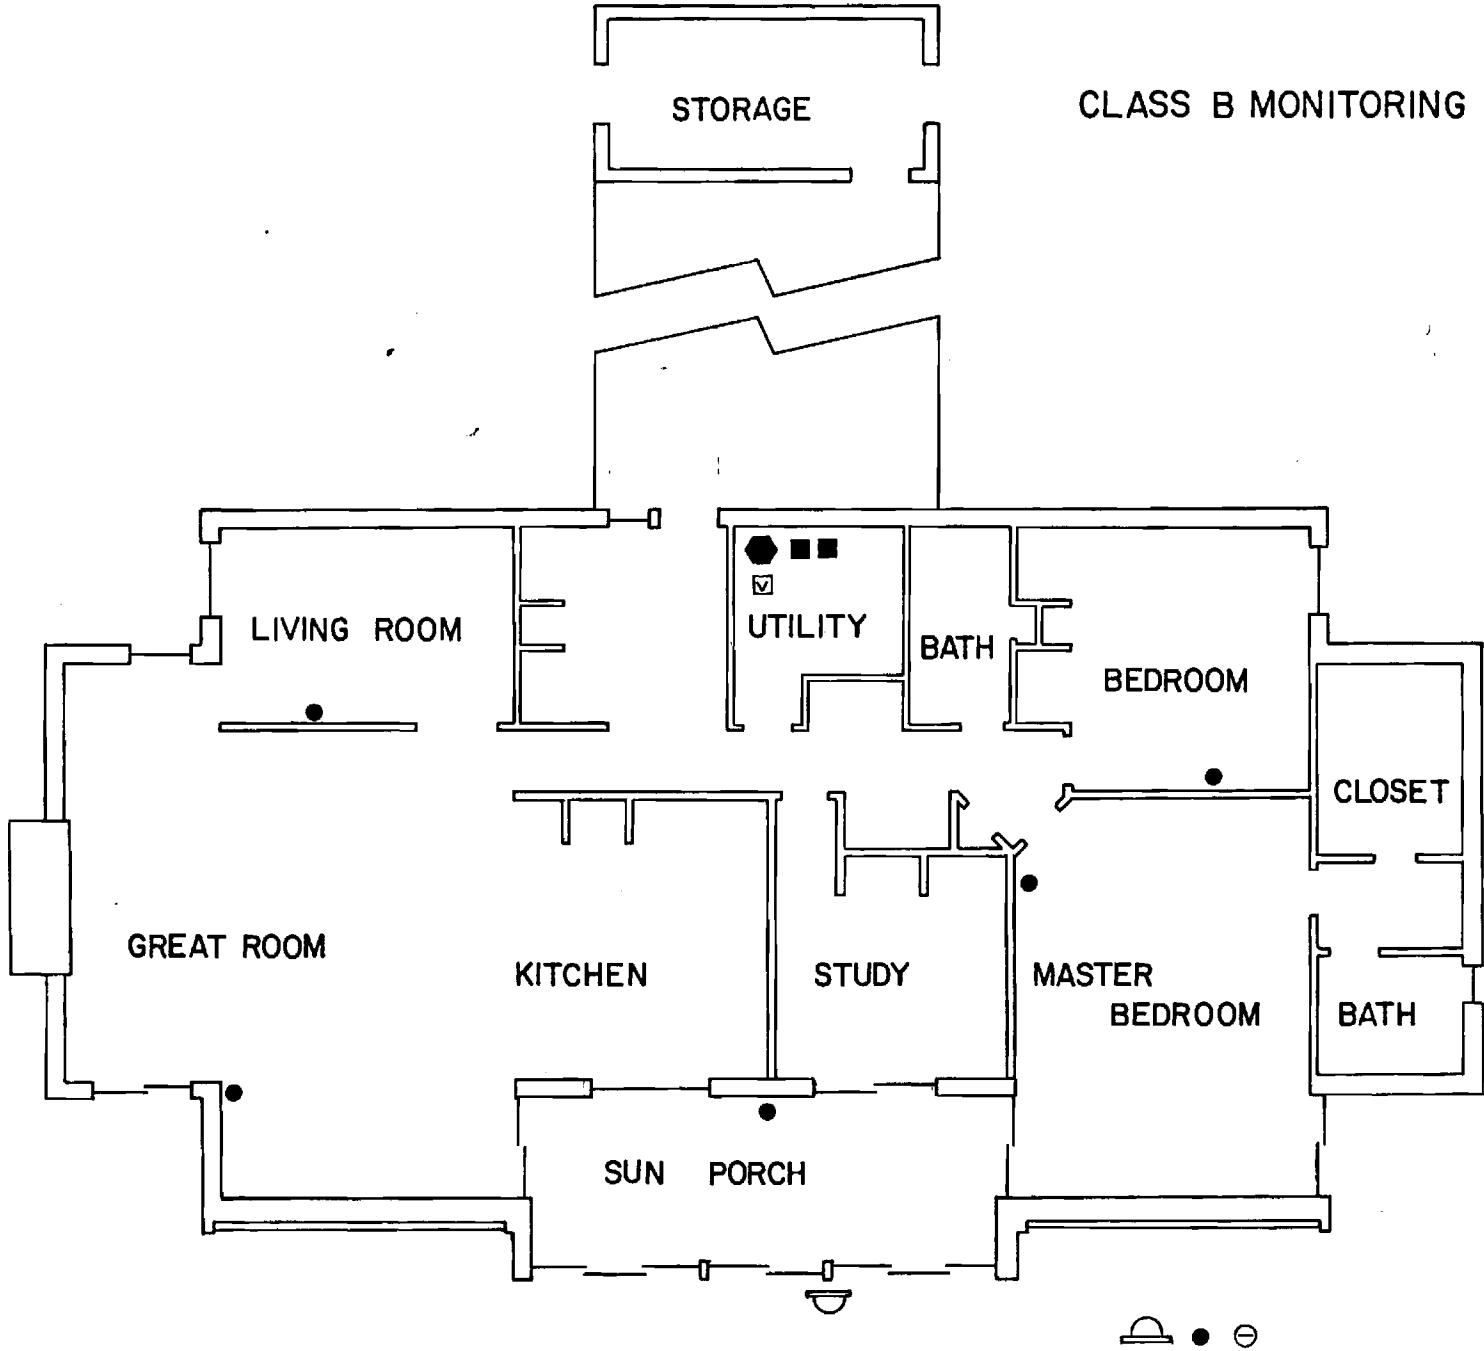 STORAGE
CLASS B MONITORING
LIVING ROOM
V
UTILITY
BATH
BEDROOM
CLOSET
GREAT ROOM
KITCHEN
STUDY
MASTER
BEDROOM
BATH
SUN PORCH